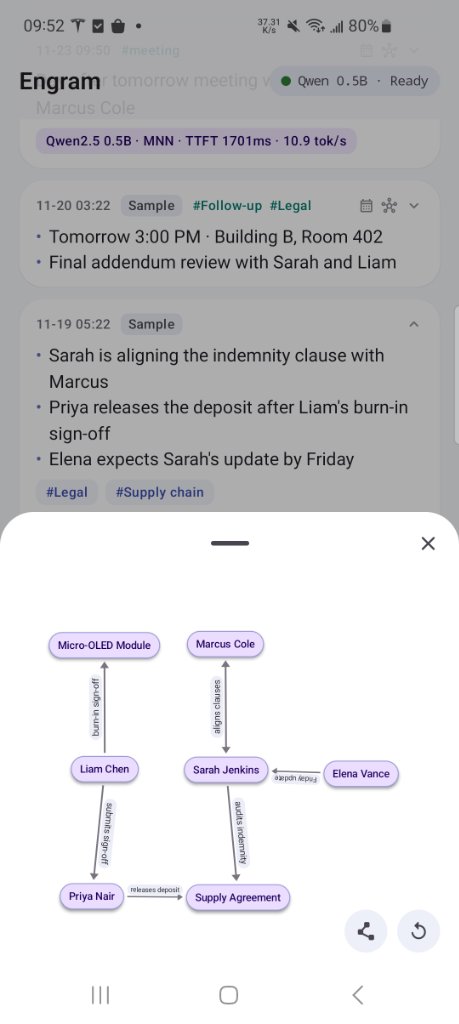 09:52
37.31 K/s
80%
11-23 09:50 #meeting
Engram
tomorrow meeting
Qwen 0.5B · Ready
Marcus Cole
Qwen2.5 0.5B · MNN · TTFT 1701ms · 10.9 tok/s
11-20 03:22 Sample #Follow-up #Legal
• Tomorrow 3:00 PM · Building B, Room 402
• Final addendum review with Sarah and Liam
11-19 05:22 Sample
• Sarah is aligning the indemnity clause with
Marcus
• Priya releases the deposit after Liam's burn-in
sign-off
• Elena expects Sarah's update by Friday
#Legal #Supply chain
Micro-OLED Module
Marcus Cole
burn-in sign-off
aligns clauses
Liam Chen
Sarah Jenkins
Friday update
Elena Vance
submits sign-off
audits indemnity
Priya Nair
releases deposit
Supply Agreement